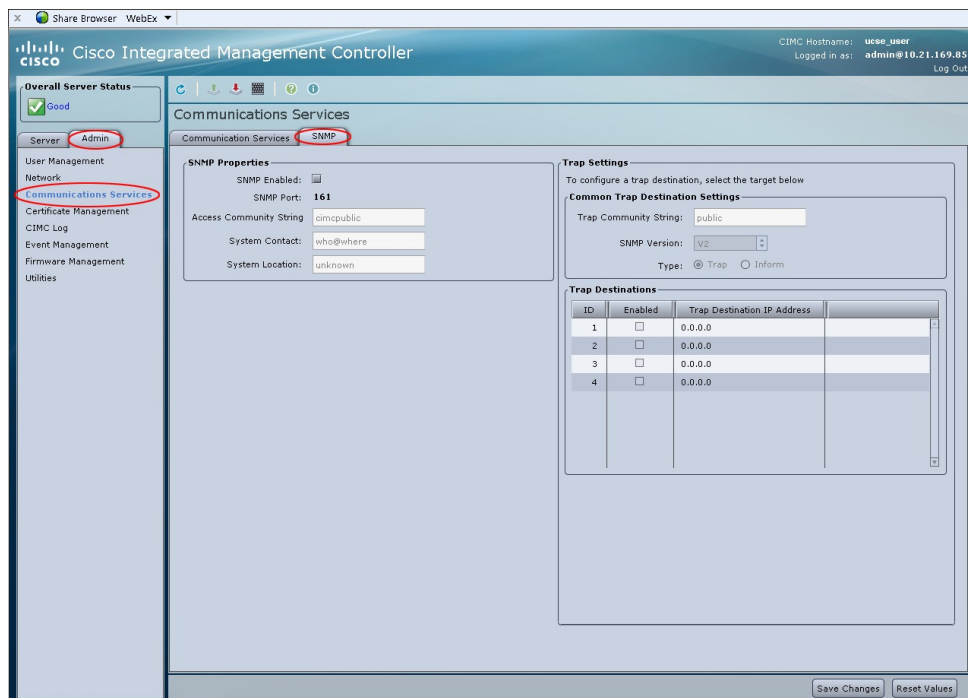 x Share Browser WebEx
CISCO Cisco Integrated Management Controller
CIMC Hostname: ucse_user
Logged in as: admin@10.21.169.85
Log Out
Overall Server Status
Good
Server Admin
User Management
Network
Communications Services
Certificate Management
CIMC Log
Event Management
Firmware Management
Utilities
Communications Services
Communication Services SNMP
SNMP Properties
SNMP Enabled:
SNMP Port: 161
Access Community String cimcpublic
System Contact: who@where
System Location: unknown
Trap Settings
To configure a trap destination, select the target below
Common Trap Destination Settings
Trap Community String: public
SNMP Version: V2
Type: Trap Inform
Trap Destinations
ID Enabled Trap Destination IP Address
1 0.0.0.0
2 0.0.0.0
3 0.0.0.0
4 0.0.0.0
Save Changes Reset Values